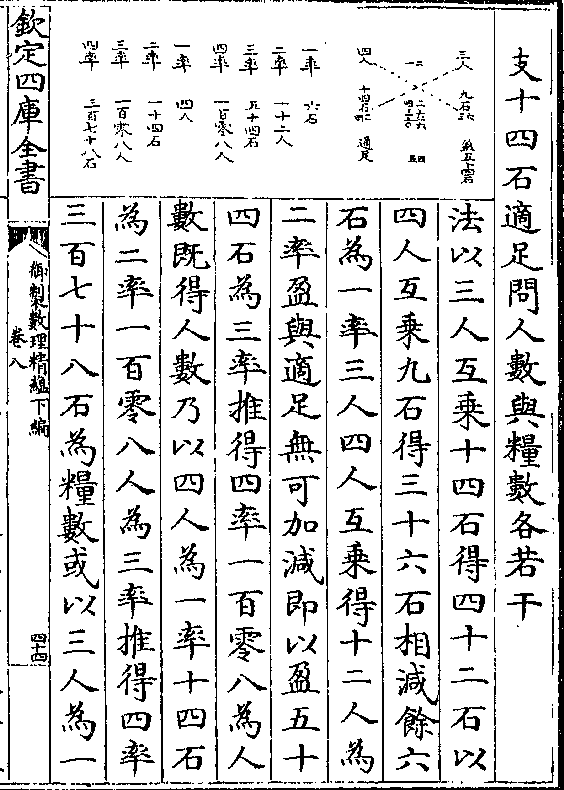 支十四石適足問人數與糧數各若干
三人 九石
四人 十四石 適足
一率 六石
二率 十二人
三率 五十四石
四率 一百零八人
一率 四人
二率 一十四石
三率 一百零八人
四率 三百七十八石
法以三人互乘十四石得四十二石以
四人互乘九石得三十六石相減餘六
石為一率三人四人互乘得十二人為
二率盈與適足無可加減即以盈五十
四石為三率推得四率一百零八為人
數既得人數乃以四人為一率十四石
為二率一百零八人為三率推得四率
三百七十八石為糧數或以三人為一
欽定四庫全書
御製數理精蘊下編
卷八
四十四